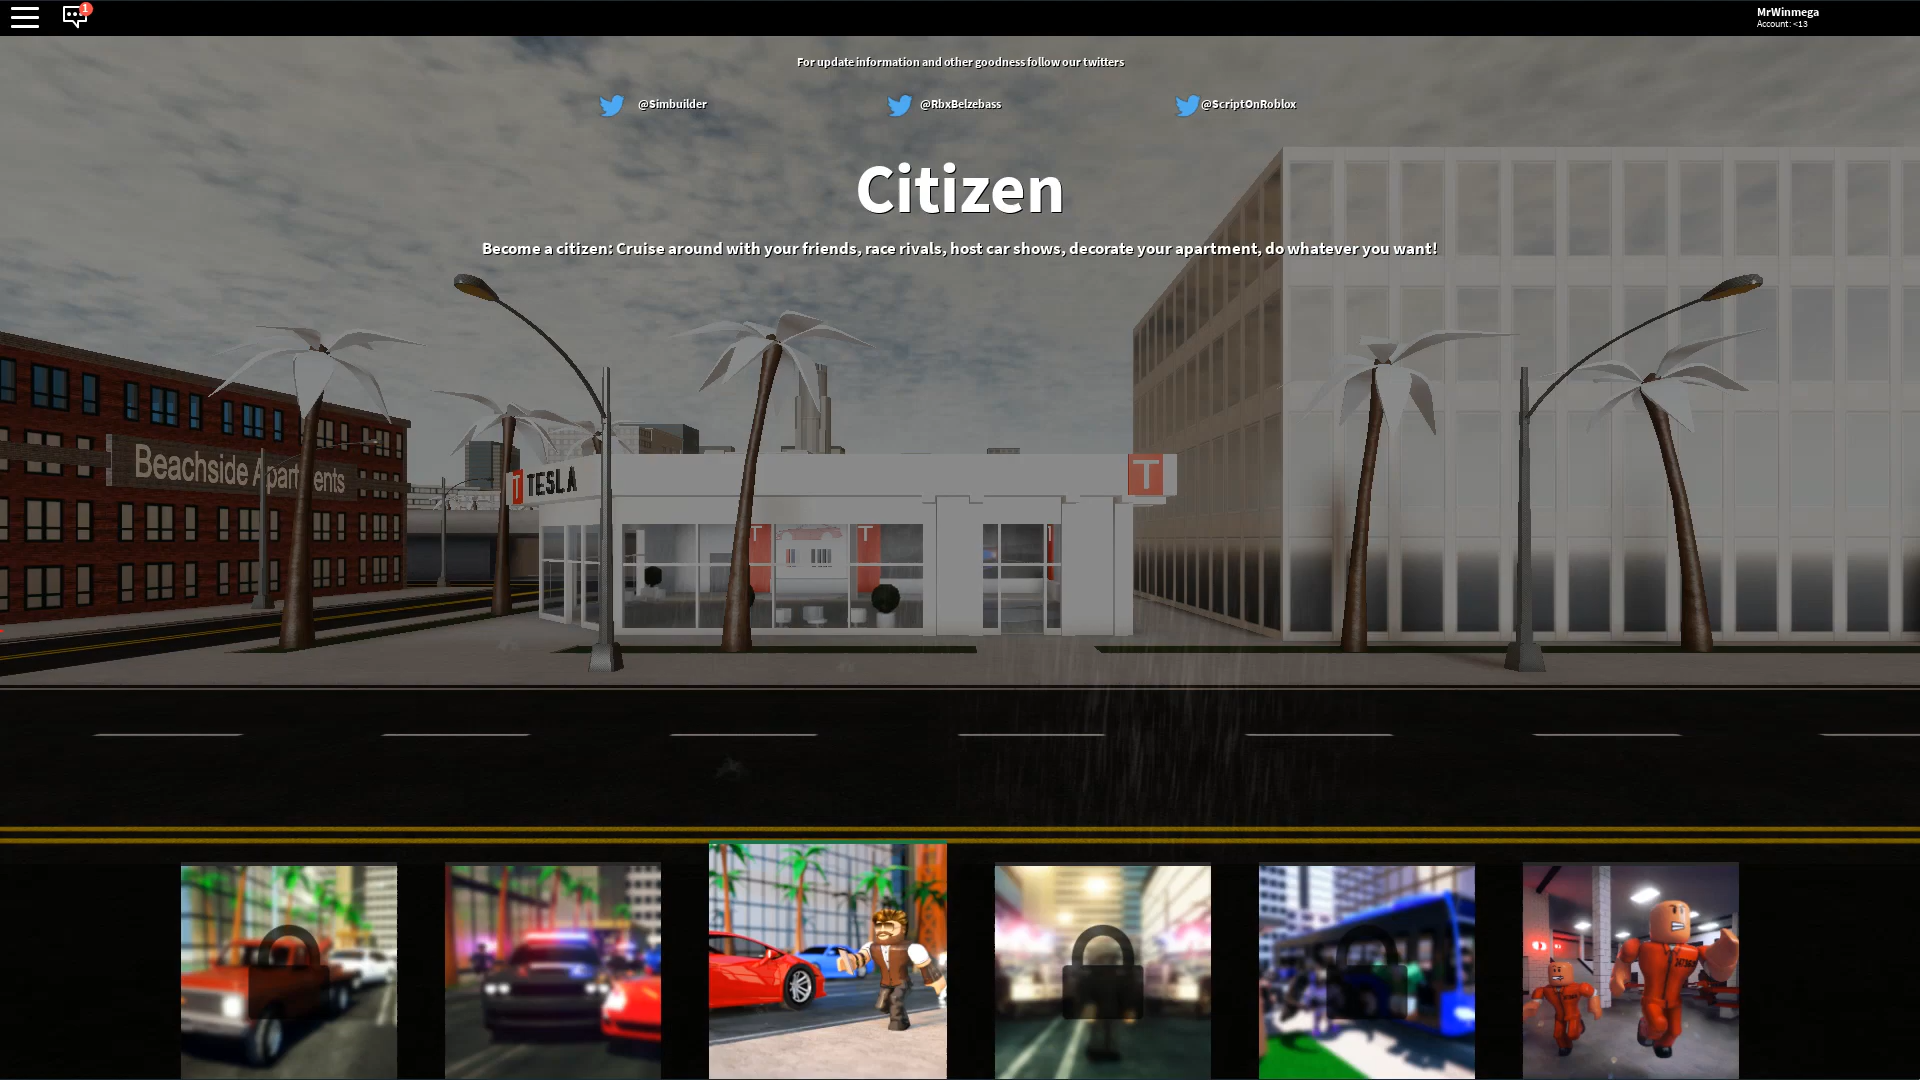 1
MrWinmega
Account: <13
For update information and other goodness follow our twitters
@Simbuilder
@RbxBelzebass
@ScriptOnRoblox
Citizen
Become a citizen: Cruise around with your friends, race rivals, host car shows, decorate your apartment, do whatever you want!
Beachside
T TESLA
T
T
T